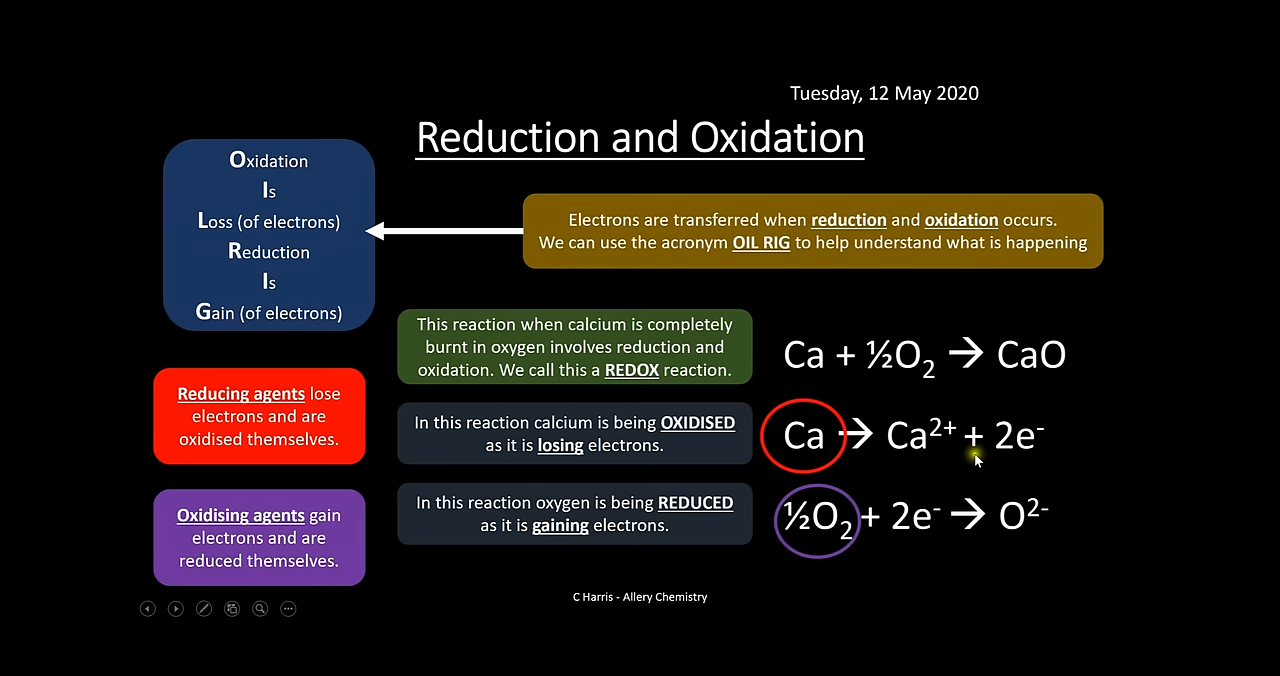 Tuesday, 12 May 2020
Reduction and Oxidation
Oxidation
Is
Loss (of electrons)
Reduction
Is
Gain (of electrons)
Electrons are transferred when reduction and oxidation occurs.
We can use the acronym OIL RIG to help understand what is happening
This reaction when calcium is completely
burnt in oxygen involves reduction and
oxidation. We call this a REDOX reaction.
Ca + ½O₂ → CaO
Reducing agents lose
electrons and are
oxidised themselves.
In this reaction calcium is being OXIDISED
as it is losing electrons.
Ca → Ca²⁺ + 2e⁻
Oxidising agents gain
electrons and are
reduced themselves.
In this reaction oxygen is being REDUCED
as it is gaining electrons.
½O₂ + 2e⁻ → O²⁻
C Harris - Allery Chemistry